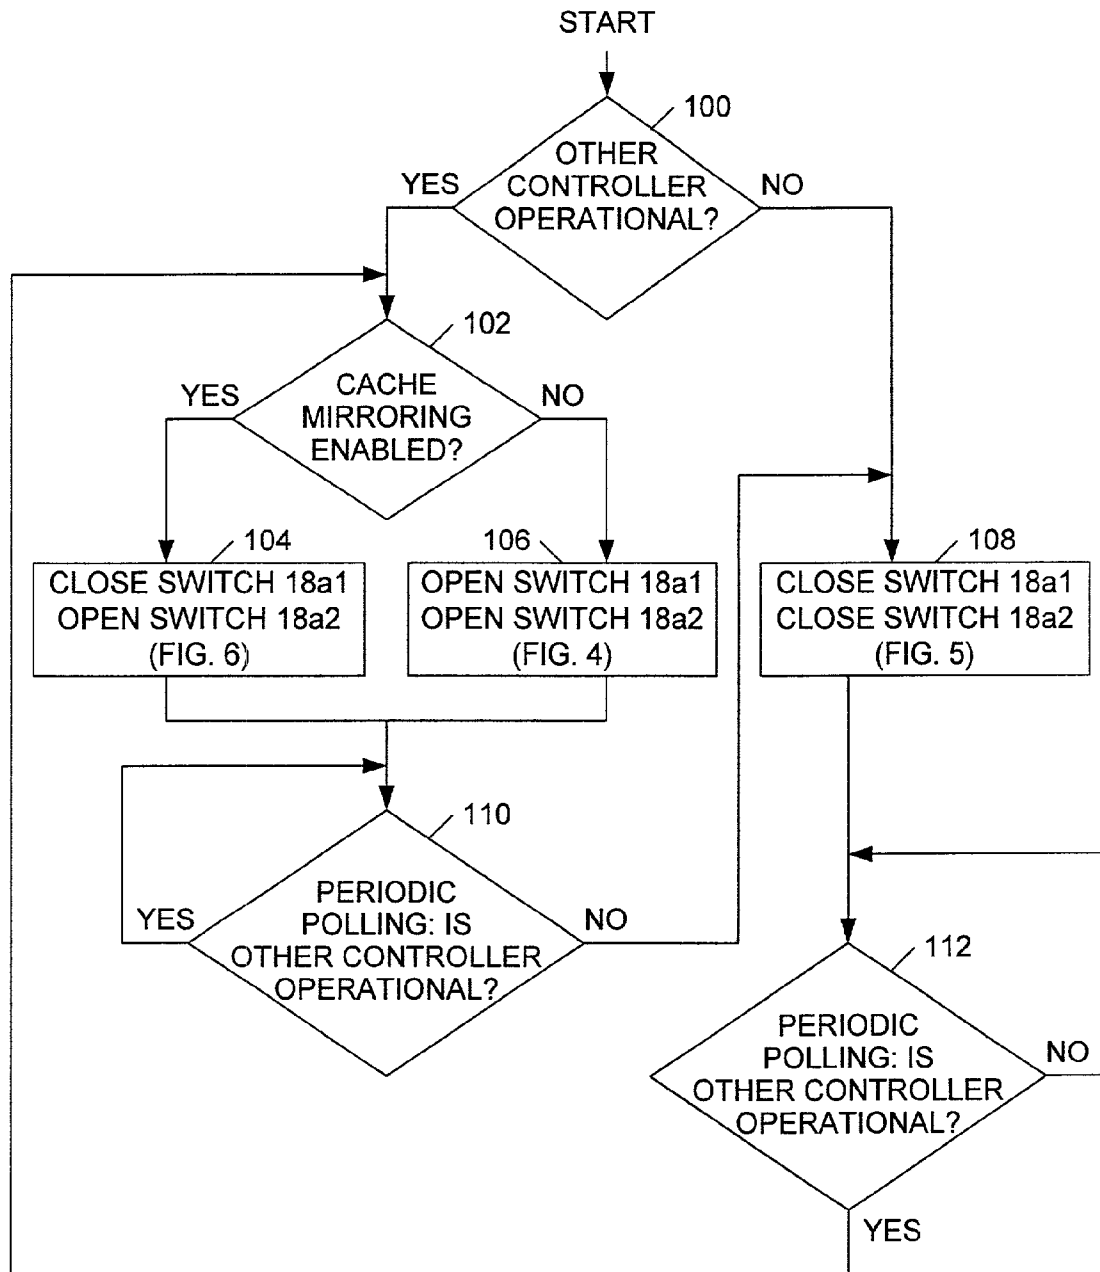 START
100
OTHER
CONTROLLER
OPERATIONAL?
YES
NO
102
CACHE
MIRRORING
ENABLED?
YES
NO
104
CLOSE SWITCH 18a1
OPEN SWITCH 18a2
(FIG. 6)
106
OPEN SWITCH 18a1
OPEN SWITCH 18a2
(FIG. 4)
108
CLOSE SWITCH 18a1
CLOSE SWITCH 18a2
(FIG. 5)
110
PERIODIC
POLLING: IS
OTHER CONTROLLER
OPERATIONAL?
YES
NO
112
PERIODIC
POLLING: IS
OTHER CONTROLLER
OPERATIONAL?
NO
YES